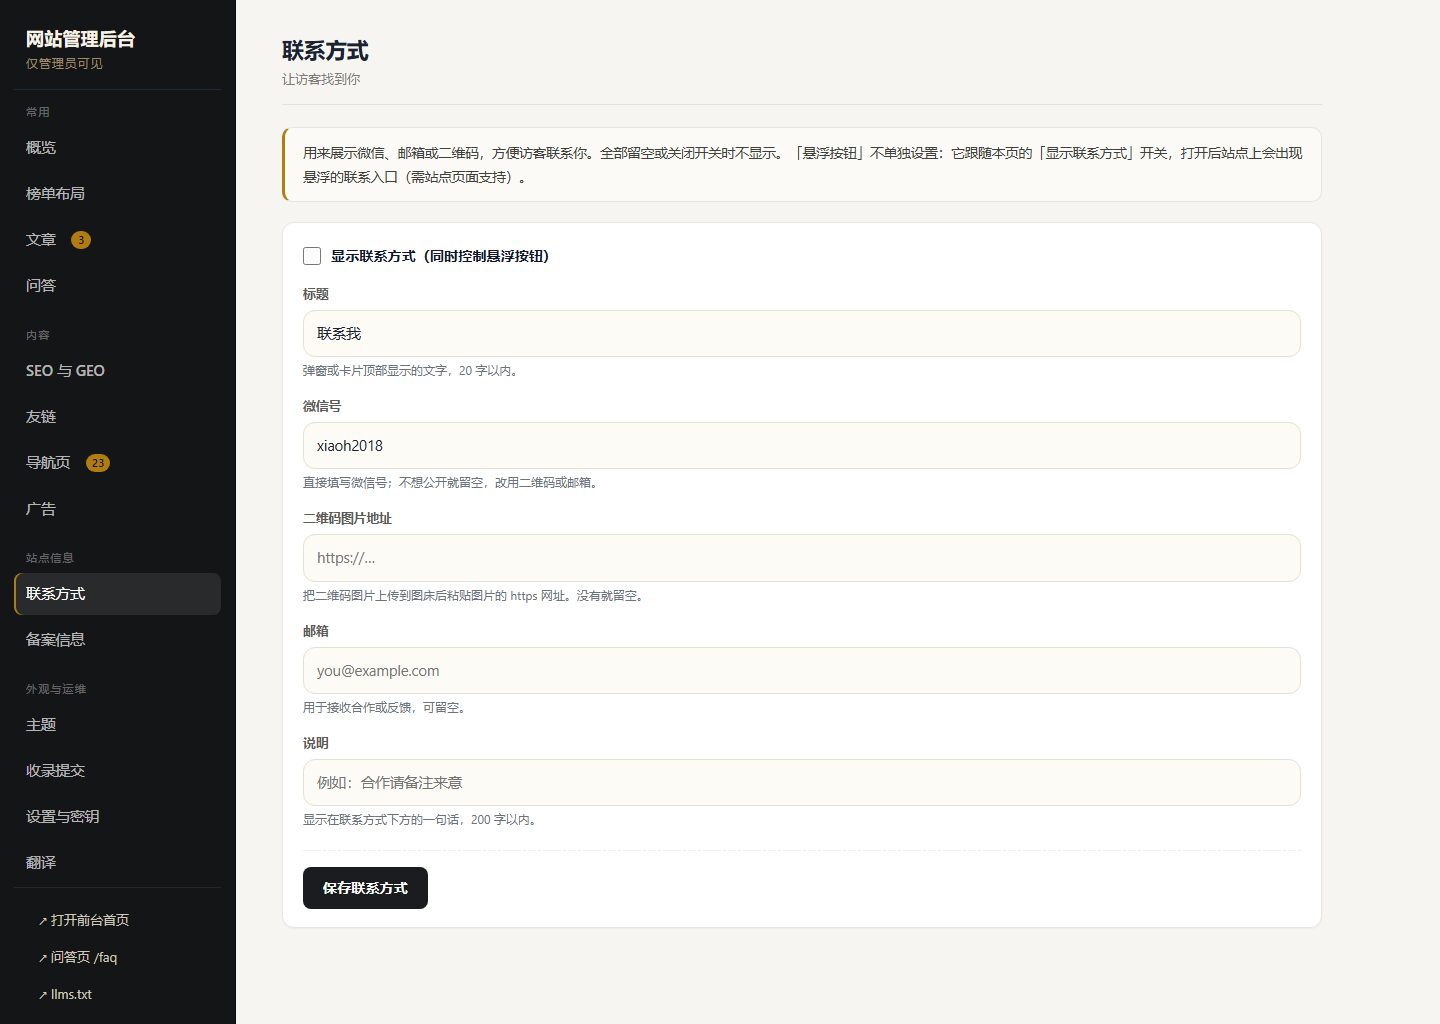 网站管理后台
仅管理员可见
常用
概览
榜单布局
文章 3
问答
内容
SEO 与 GEO
友链
导航页 23
广告
站点信息
联系方式
备案信息
外观与运维
主题
收录提交
设置与密钥
翻译
↗ 打开前台首页
↗ 问答页 /faq
↗ llms.txt
联系方式
让访客找到你
用来展示微信、邮箱或二维码，方便访客联系你。全部留空或关闭开关时不显示。「悬浮按钮」不单独设置：它跟随本页的「显示联系方式」开关，打开后站点上会出现
悬浮的联系入口（需站点页面支持）。
显示联系方式（同时控制悬浮按钮）
标题
联系我
弹窗或卡片顶部显示的文字，20 字以内。
微信号
xiaoh2018
直接填写微信号；不想公开就留空，改用二维码或邮箱。
二维码图片地址
https://...
把二维码图片上传到图床后粘贴图片的 https 网址。没有就留空。
邮箱
you@example.com
用于接收合作或反馈，可留空。
说明
例如：合作请备注来意
显示在联系方式下方的一句话，200 字以内。
保存联系方式